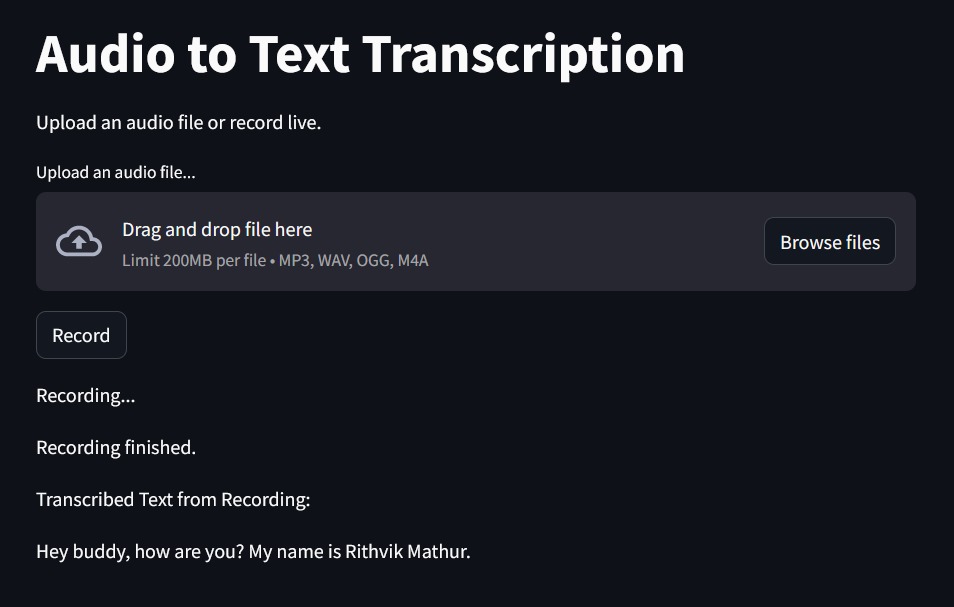 Audio to Text Transcription
Upload an audio file or record live.
Upload an audio file...
Drag and drop file here
Limit 200MB per file • MP3, WAV, OGG, M4A
Browse files
Record
Recording...
Recording finished.
Transcribed Text from Recording:
Hey buddy, how are you? My name is Rithvik Mathur.